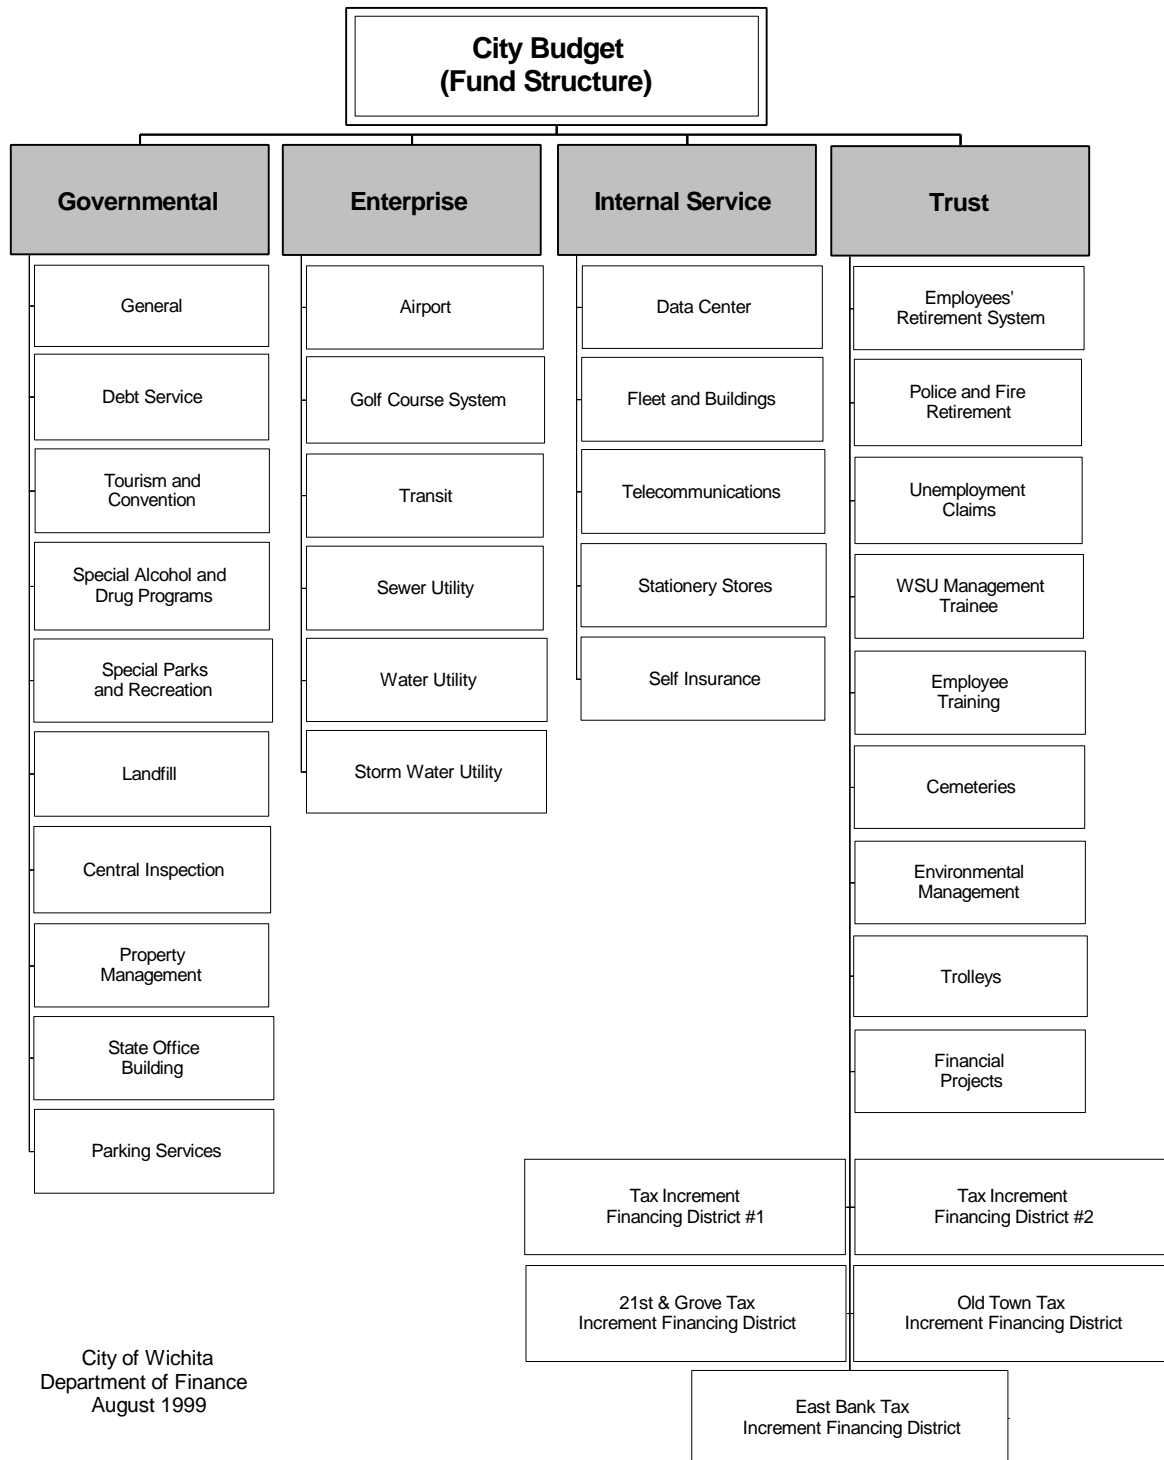 City Budget
(Fund Structure)
Governmental
Enterprise
Internal Service
Trust
General
Debt Service
Tourism and
Convention
Special Alcohol and
Drug Programs
Special Parks
and Recreation
Landfill
Central Inspection
Property
Management
State Office
Building
Parking Services
Airport
Golf Course System
Transit
Sewer Utility
Water Utility
Storm Water Utility
Data Center
Fleet and Buildings
Telecommunications
Stationery Stores
Self Insurance
Employees'
Retirement System
Police and Fire
Retirement
Unemployment
Claims
WSU Management
Trainee
Employee
Training
Cemeteries
Environmental
Management
Trolleys
Financial
Projects
Tax Increment
Financing District #1
Tax Increment
Financing District #2
21st & Grove Tax
Increment Financing District
Old Town Tax
Increment Financing District
East Bank Tax
Increment Financing District
City of Wichita
Department of Finance
August 1999